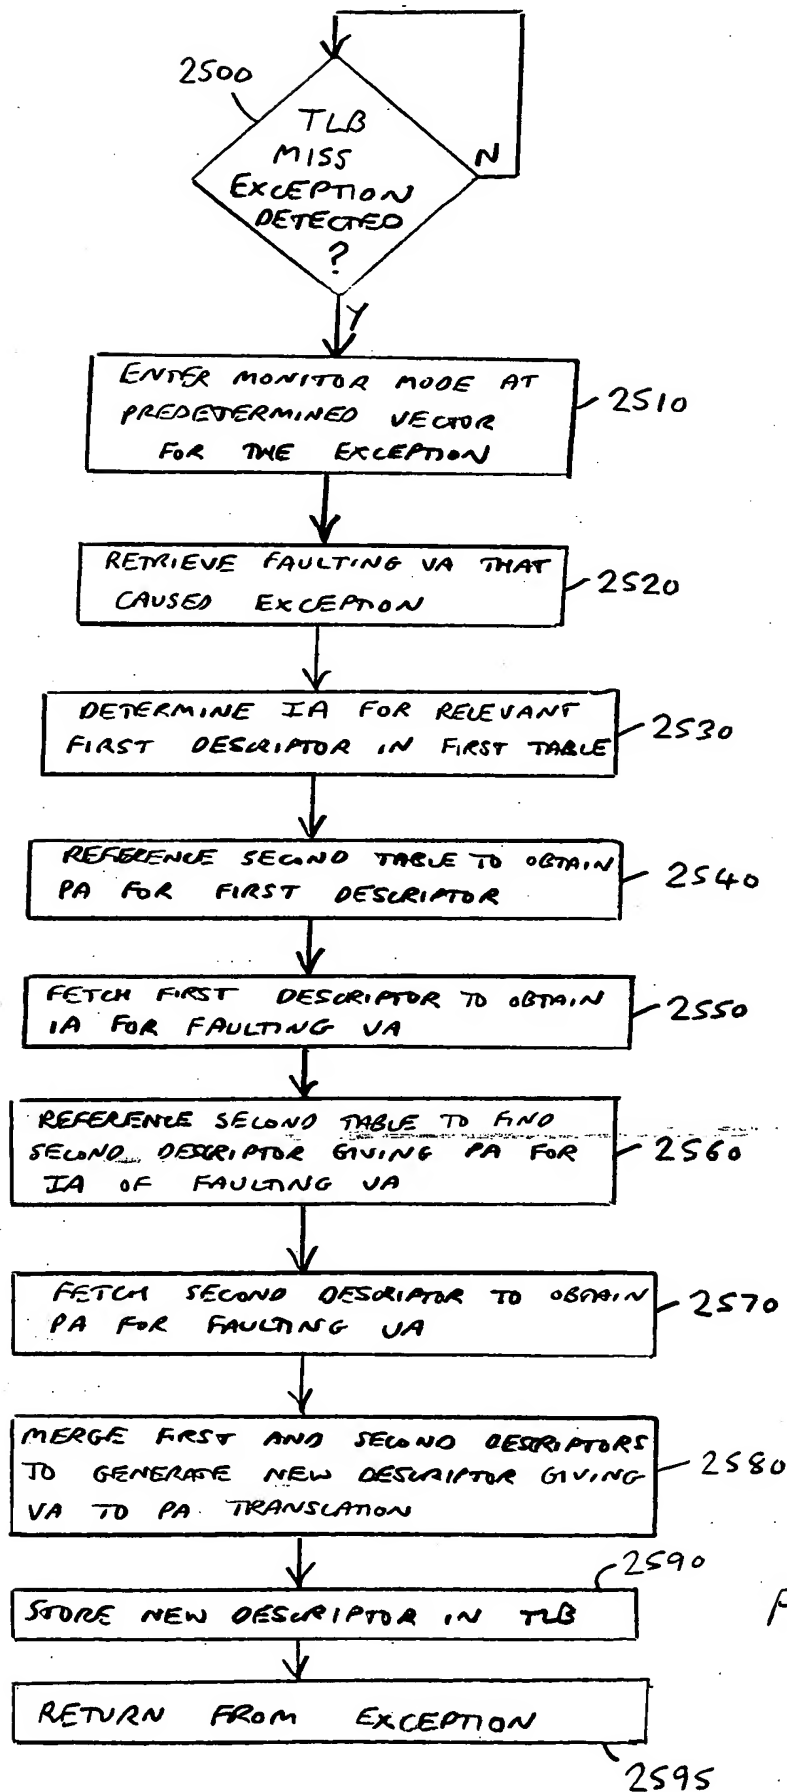 2500
TLB
MISS
EXCEPTION
DETECTED
?
N
Y
ENTER MONITOR MODE AT
PREDETERMINED VECTOR
FOR THE EXCEPTION
2510
RETRIEVE FAULTING VA THAT
CAUSED EXCEPTION
2520
DETERMINE IA FOR RELEVANT
FIRST DESCRIPTOR IN FIRST TABLE
2530
REFERENCE SECOND TABLE TO OBTAIN
PA FOR FIRST DESCRIPTOR
2540
FETCH FIRST DESCRIPTOR TO OBTAIN
IA FOR FAULTING VA
2550
REFERENCE SECOND TABLE TO FIND
SECOND DESCRIPTOR GIVING PA FOR
IA OF FAULTING VA
2560
FETCH SECOND DESCRIPTOR TO OBTAIN
PA FOR FAULTING VA
2570
MERGE FIRST AND SECOND DESCRIPTORS
TO GENERATE NEW DESCRIPTOR GIVING
VA TO PA TRANSLATION
2580
2590
STORE NEW DESCRIPTOR IN TLB
RETURN FROM EXCEPTION
2595